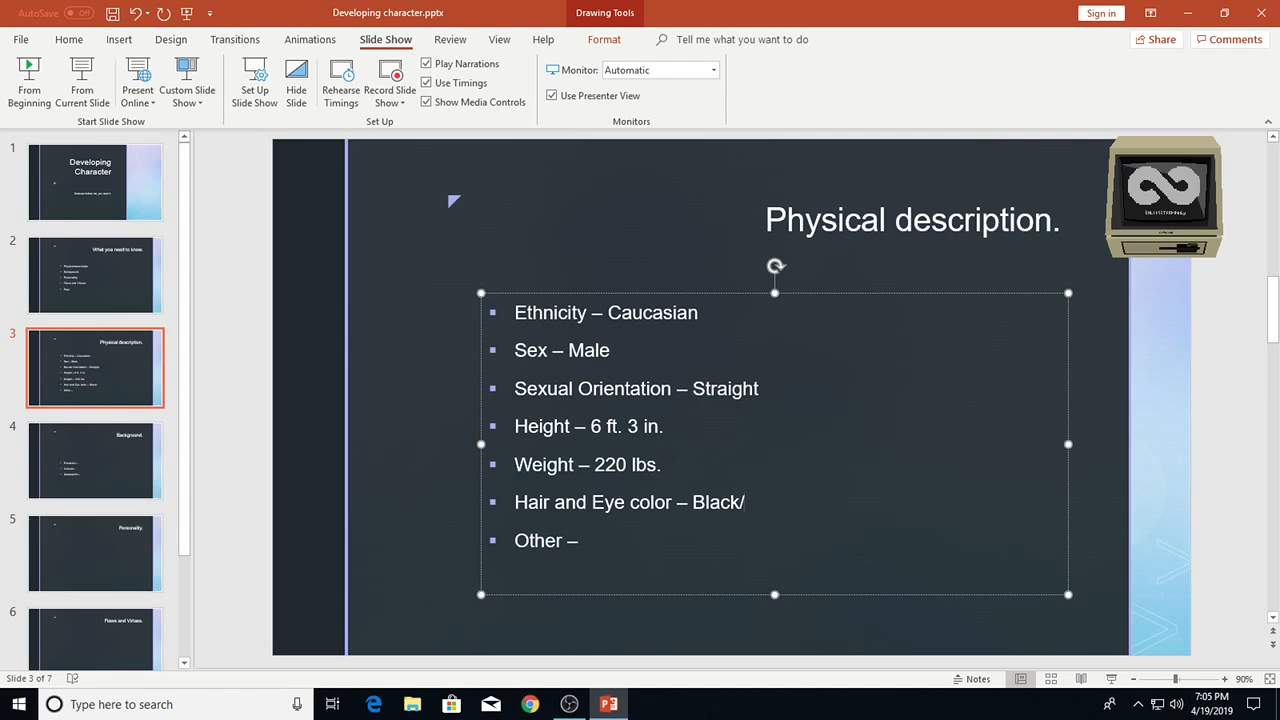 AutoSave Off
Developing character.pptx
Drawing Tools
Sign in
File Home Insert Design Transitions Animations Slide Show Review View Help Format Tell me what you want to do
Share Comments
From Beginning
From Current Slide
Present Online
Custom Slide Show
Set Up Slide Show
Hide Slide
Rehearse Timings
Record Slide Show
Play Narrations
Use Timings
Show Media Controls
Monitor: Automatic
Use Presenter View
Start Slide Show
Set Up
Monitors
1
Developing
Character
2
What you need to know.
3
Physical description.
4
Background.
5
Personality.
6
Flaws and Virtues.
Physical description.
Ethnicity – Caucasian
Sex – Male
Sexual Orientation – Straight
Height – 6 ft. 3 in.
Weight – 220 lbs.
Hair and Eye color – Black/
Other –
Slide 3 of 7
Notes
90%
Type here to search
7:05 PM
4/19/2019